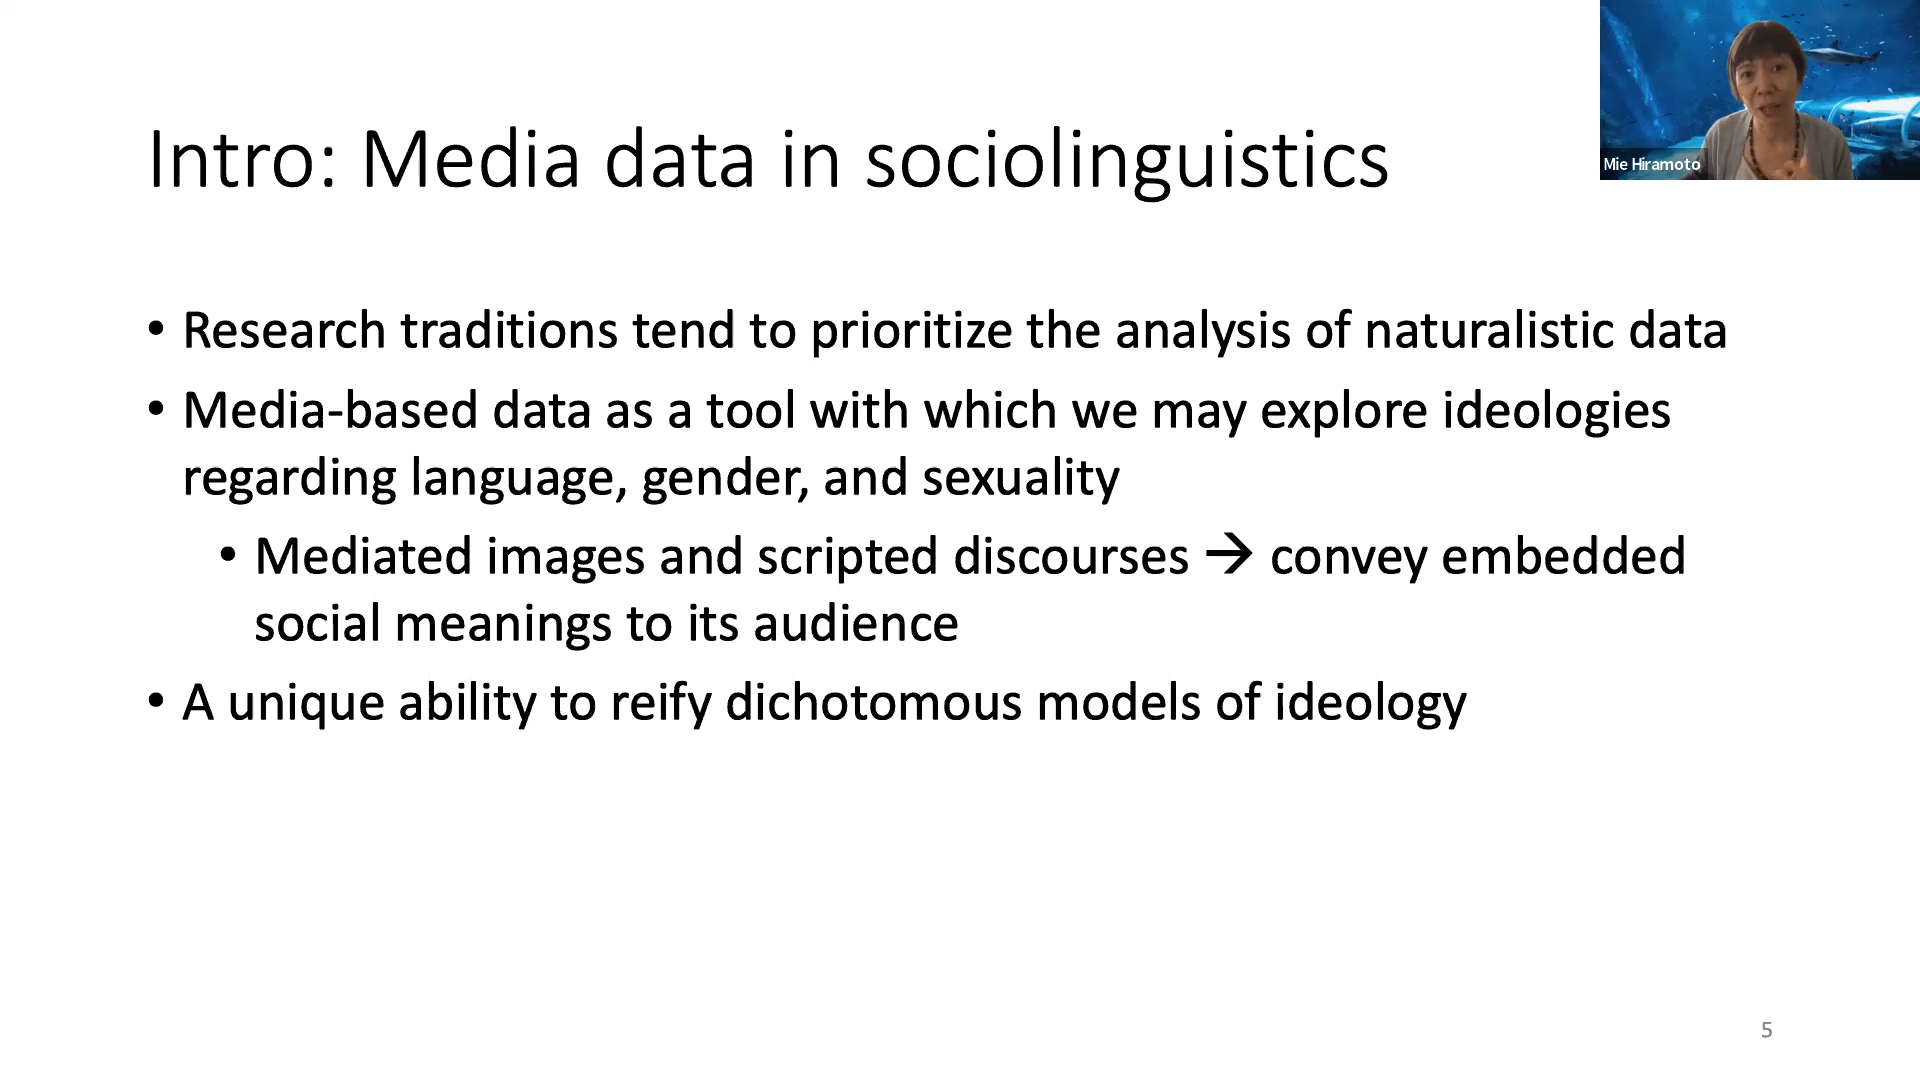 Mie Hiramoto
Intro: Media data in sociolinguistics
• Research traditions tend to prioritize the analysis of naturalistic data
• Media-based data as a tool with which we may explore ideologies
regarding language, gender, and sexuality
• Mediated images and scripted discourses → convey embedded
social meanings to its audience
• A unique ability to reify dichotomous models of ideology
5